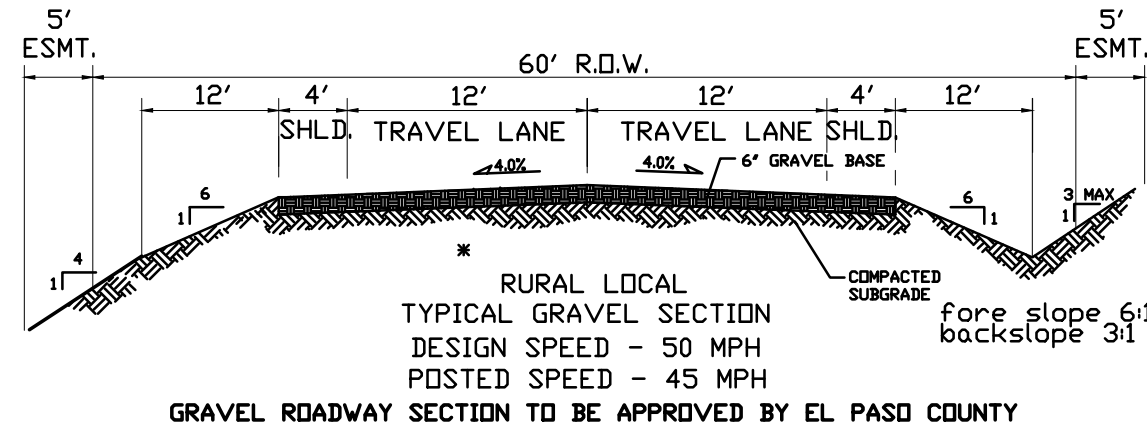 5'
ESMT.
5'
ESMT.
60' R.O.W.
12'
4'
12'
12'
4'
12'
SHLD.
TRAVEL LANE
TRAVEL LANE
SHLD.
4.0%
4.0%
6" GRAVEL BASE
6
1
6
1
3 MAX
1
4
1
*
COMPACTED
SUBGRADE
RURAL LOCAL
TYPICAL GRAVEL SECTION
DESIGN SPEED - 50 MPH
POSTED SPEED - 45 MPH
fore slope 6:1
backslope 3:1
GRAVEL ROADWAY SECTION TO BE APPROVED BY EL PASO COUNTY